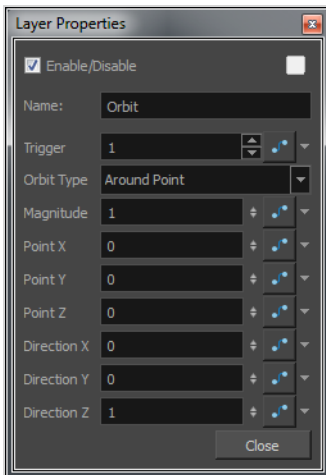 Layer Properties
Enable/Disable
Name: Orbit
Trigger 1
Orbit Type Around Point
Magnitude 1
Point X 0
Point Y 0
Point Z 0
Direction X 0
Direction Y 0
Direction Z 1
Close